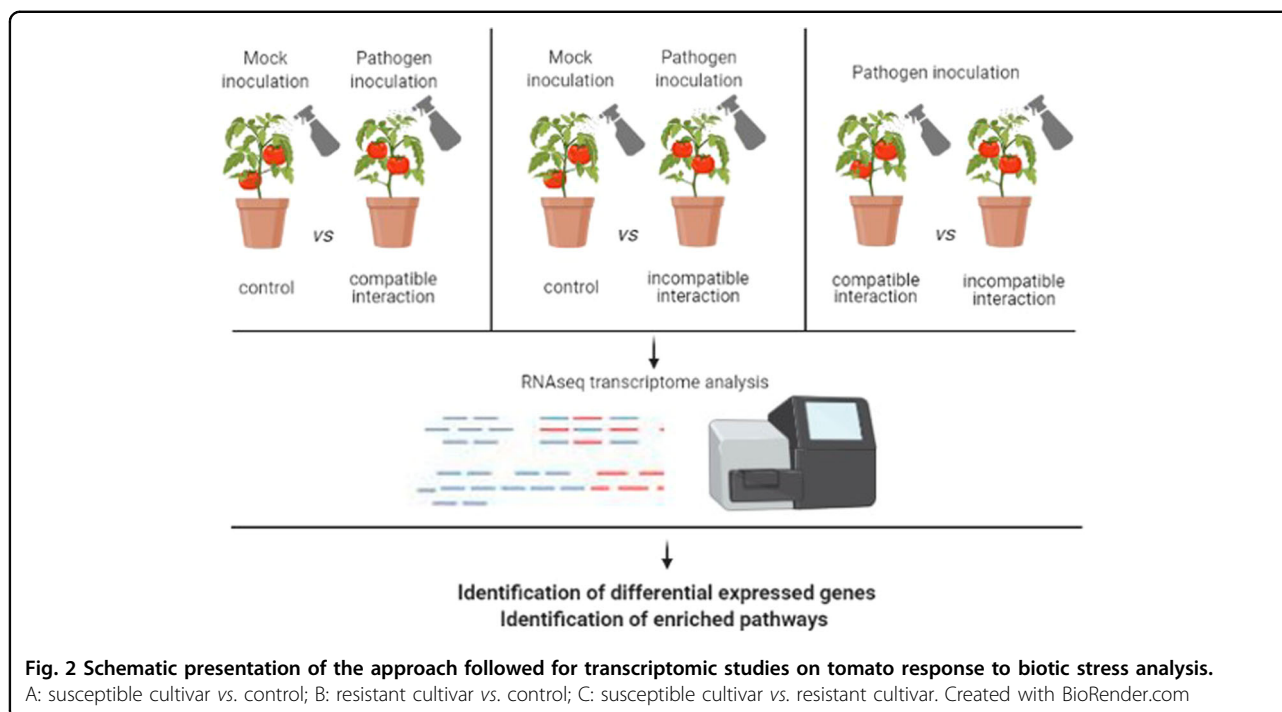 Mock
inoculation
Pathogen
inoculation
vs
control
compatible
interaction
Mock
inoculation
Pathogen
inoculation
vs
control
incompatible
interaction
Pathogen inoculation
vs
compatible
interaction
incompatible
interaction
RNAseq transcriptome analysis
Identification of differential expressed genes
Identification of enriched pathways
Fig. 2 Schematic presentation of the approach followed for transcriptomic studies on tomato response to biotic stress analysis.
A: susceptible cultivar vs. control; B: resistant cultivar vs. control; C: susceptible cultivar vs. resistant cultivar. Created with BioRender.com